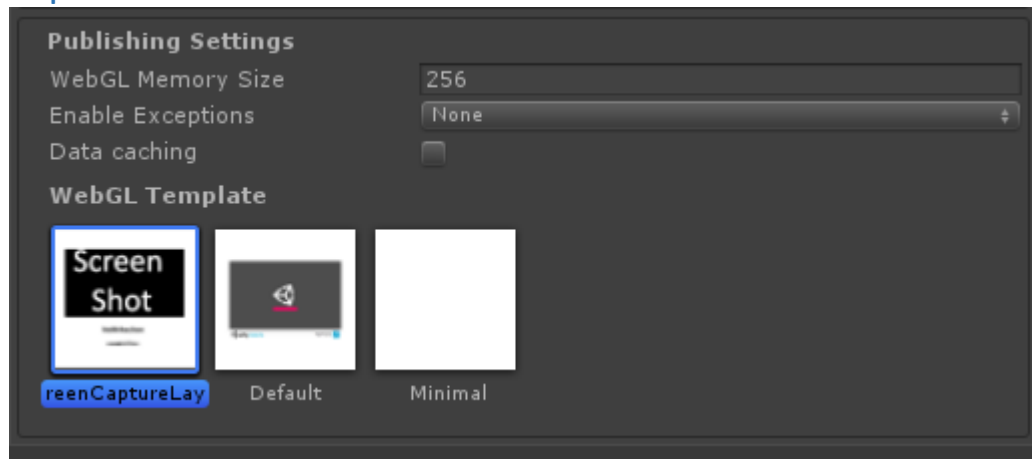 Publishing Settings
WebGL Memory Size 256
Enable Exceptions None
Data caching
WebGL Template
Screen
Shot
reenCaptureLay Default Minimal